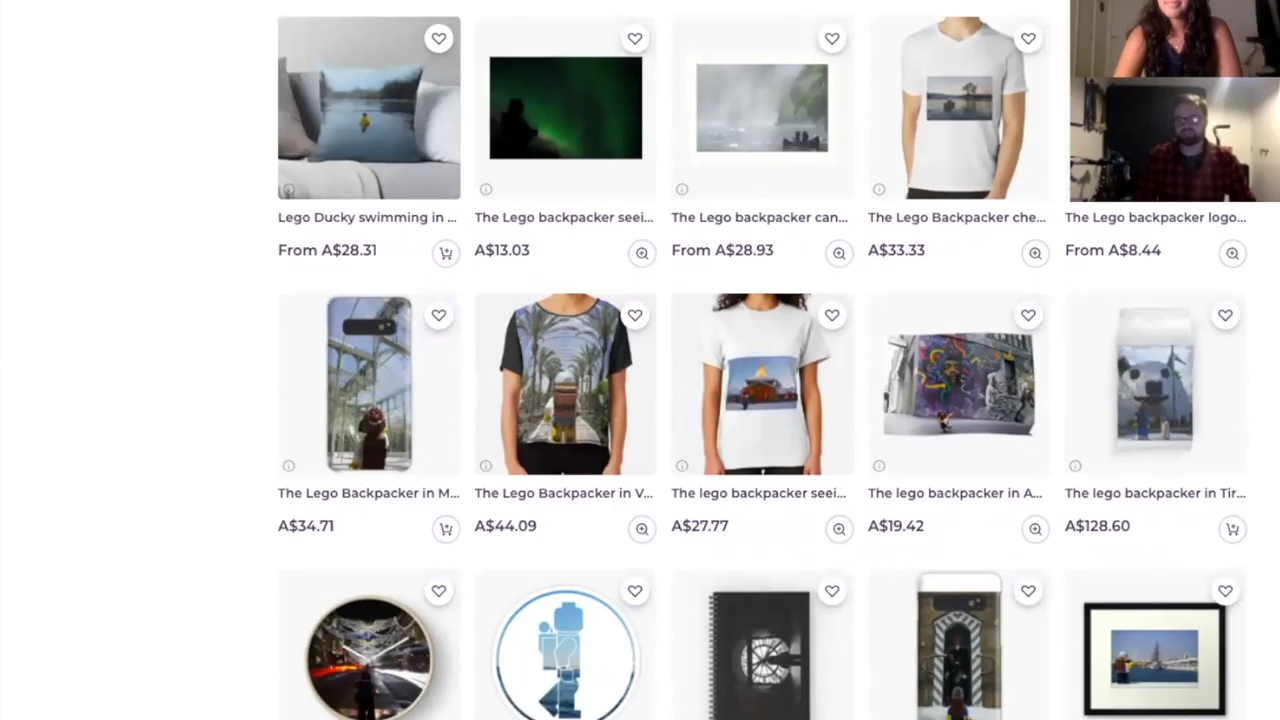 Lego Ducky swimming in ...
The Lego backpacker seei...
The Lego backpacker can...
The Lego Backpacker che...
The Lego backpacker logo...
From A$28.31
A$13.03
From A$28.93
A$33.33
From A$8.44
The Lego Backpacker in M...
The Lego Backpacker in V...
The lego backpacker seei...
The lego backpacker in A...
The lego backpacker in Tir...
A$34.71
A$44.09
A$27.77
A$19.42
A$128.60